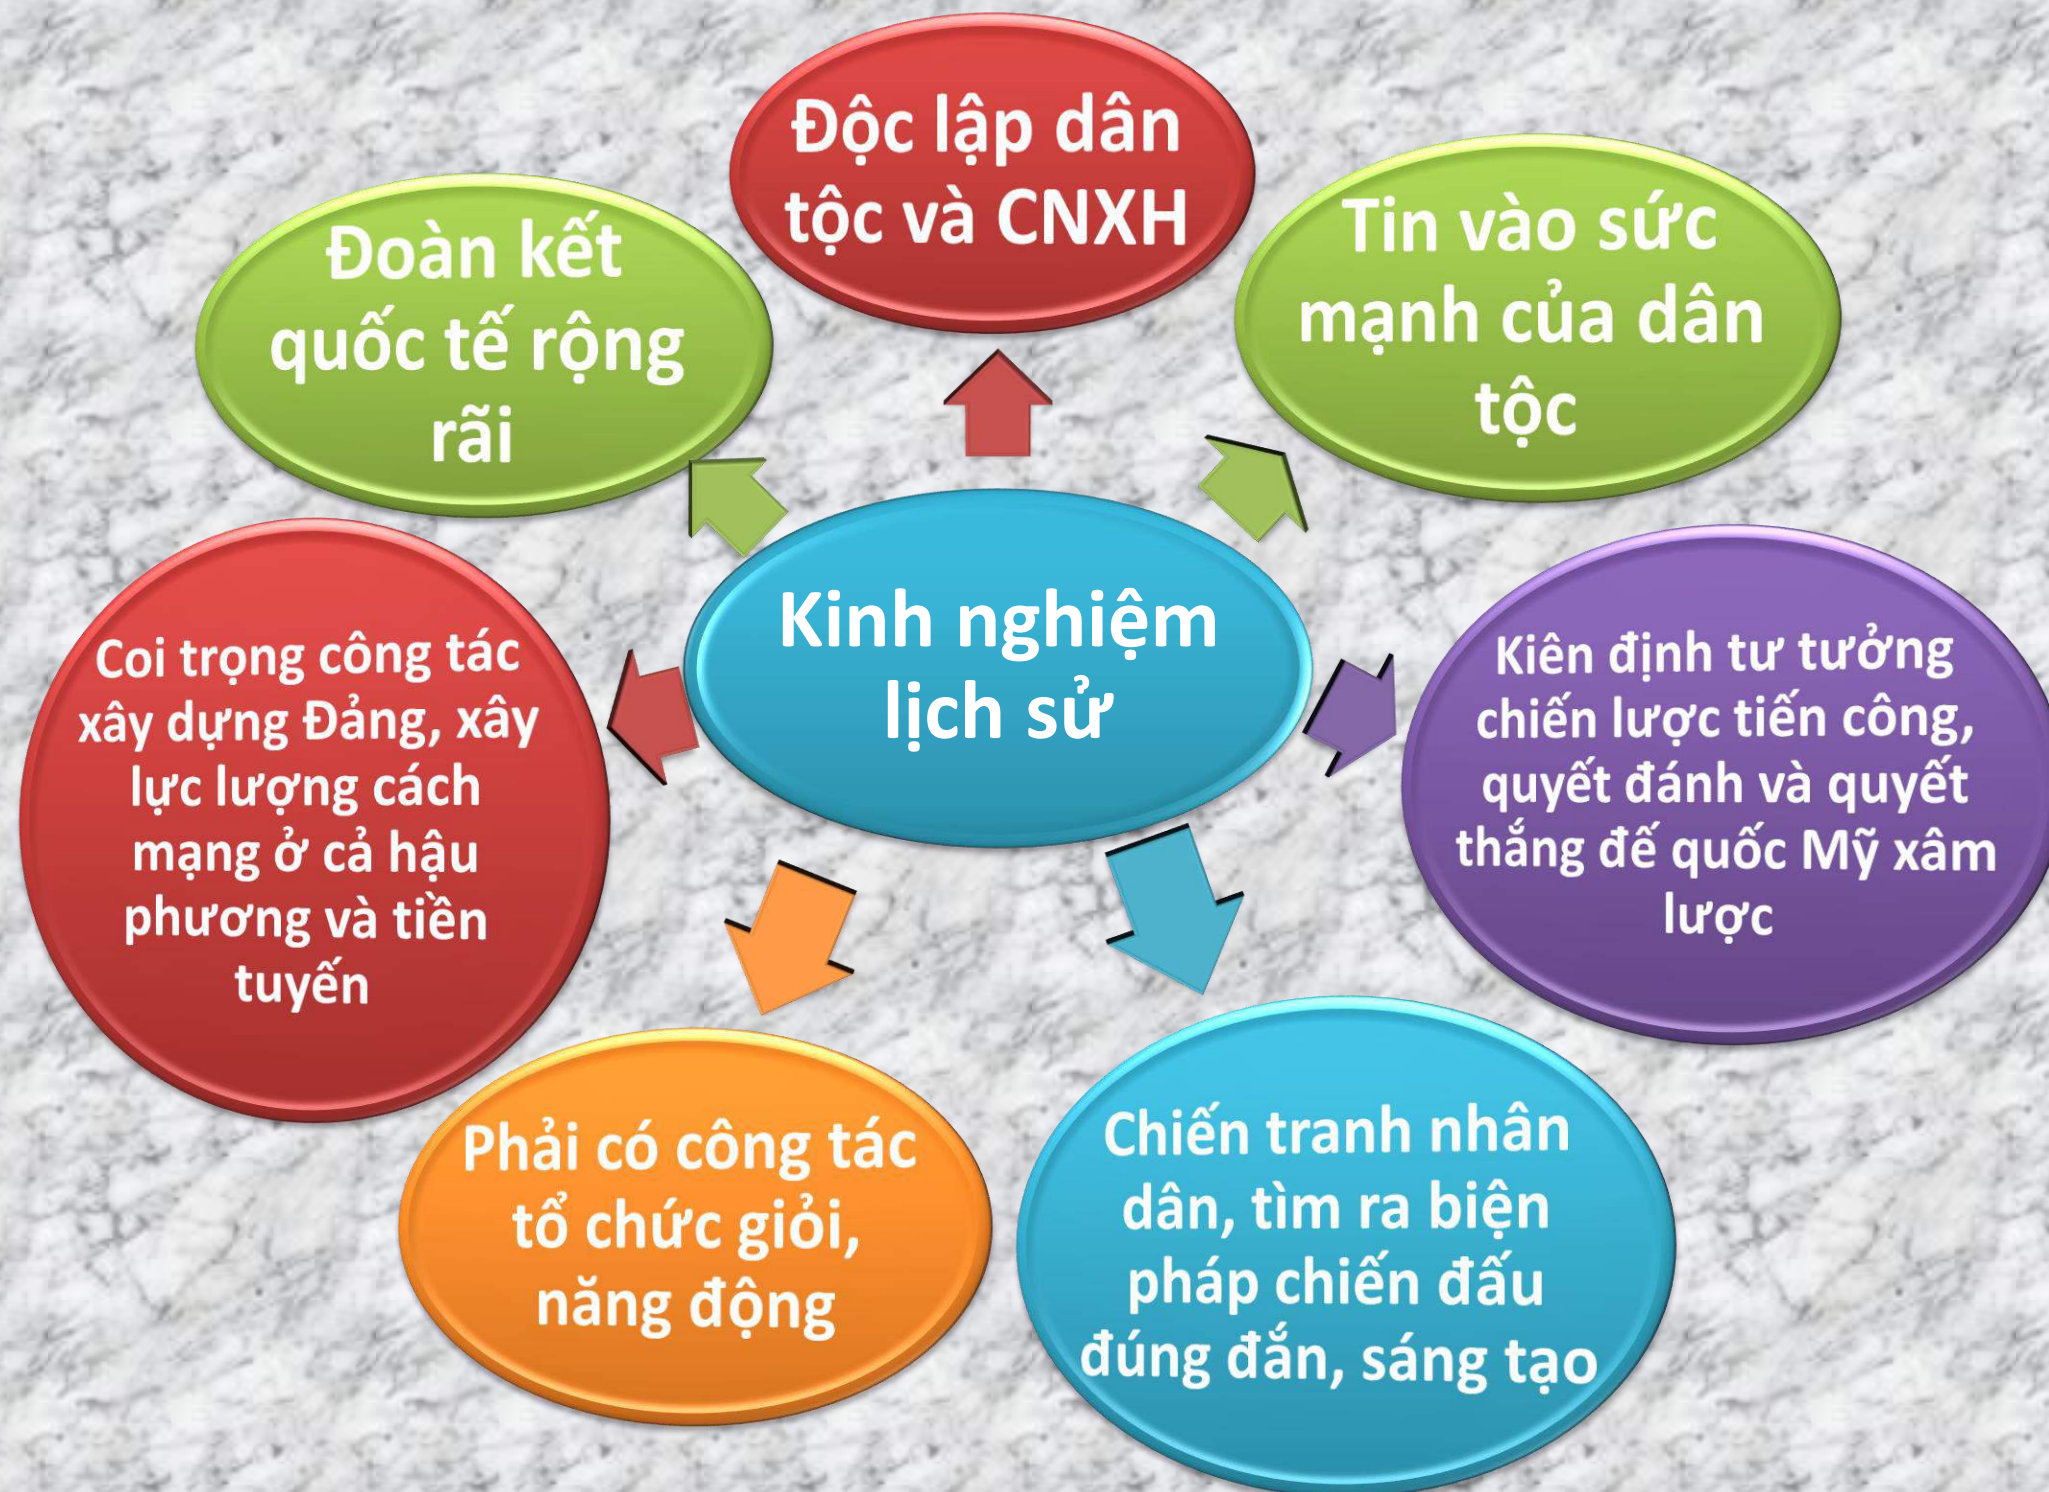 Độc lập dân
tộc và CNXH
Tin vào sức
mạnh của dân
tộc
Kiên định tư tưởng
chiến lược tiến công,
quyết đánh và quyết
thắng đế quốc Mỹ xâm
lược
Chiến tranh nhân
dân, tìm ra biện
pháp chiến đấu
đúng đắn, sáng tạo
Phải có công tác
tổ chức giỏi,
năng động
Coi trọng công tác
xây dựng Đảng, xây
lực lượng cách
mạng ở cả hậu
phương và tiền
tuyến
Đoàn kết
quốc tế rộng
rãi
Kinh nghiệm
lịch sử